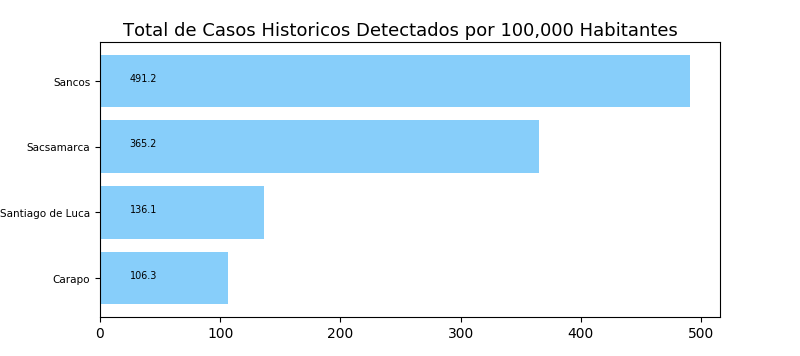 Total de Casos Historicos Detectados por 100,000 Habitantes
Sancos 491.2
Sacsamarca 365.2
Santiago de Luca 136.1
Carapo 106.3
0 100 200 300 400 500